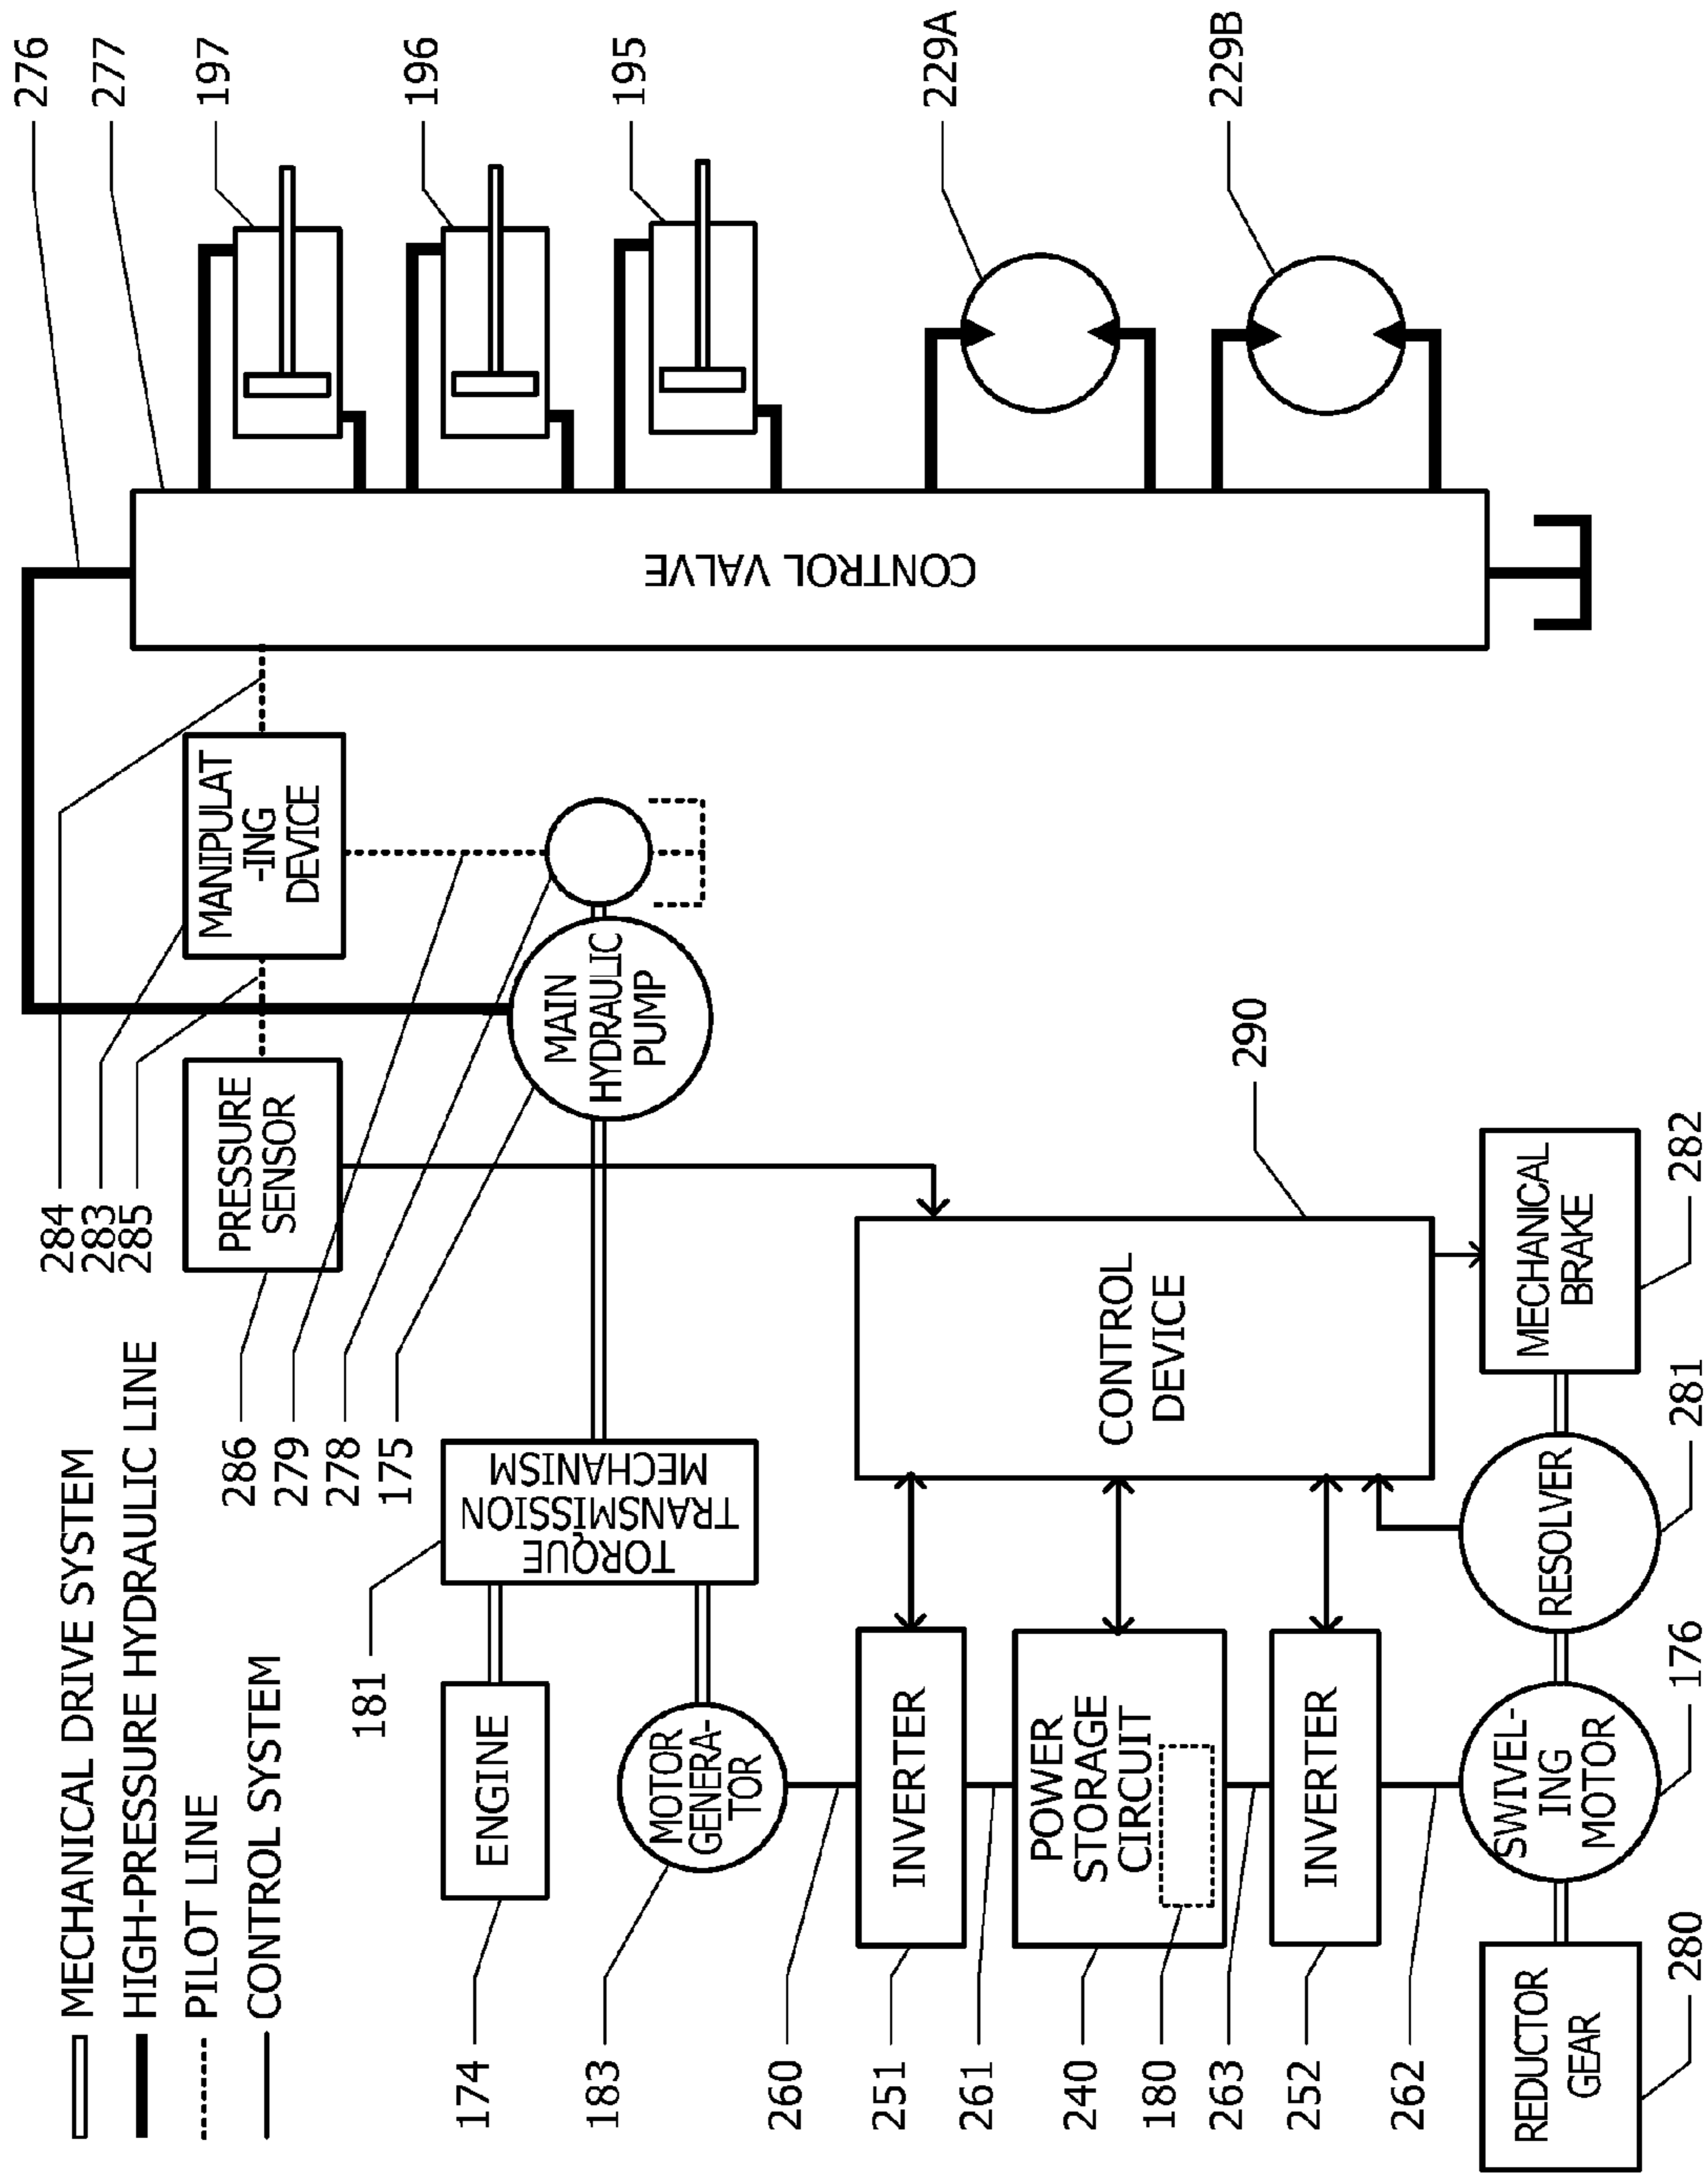 MECHANICAL DRIVE SYSTEM
HIGH-PRESSURE HYDRAULIC LINE
PILOT LINE
CONTROL SYSTEM
284
283
285
276
277
197
196
195
229A
229B
PRESSURE
SENSOR
MANIPULAT
-ING
DEVICE
CONTROL VALVE
286
279
278
175
MAIN
HYDRAULIC
PUMP
181
TORQUE
TRANSMISSION
MECHANISM
174
ENGINE
183
MOTOR
GENERA-
TOR
260
251
INVERTER
261
240
POWER
STORAGE
CIRCUIT
180
263
252
INVERTER
262
CONTROL
DEVICE
290
REDUCTOR
GEAR
SWIVEL-
ING
MOTOR
RESOLVER
MECHANICAL
BRAKE
280
176
281
282